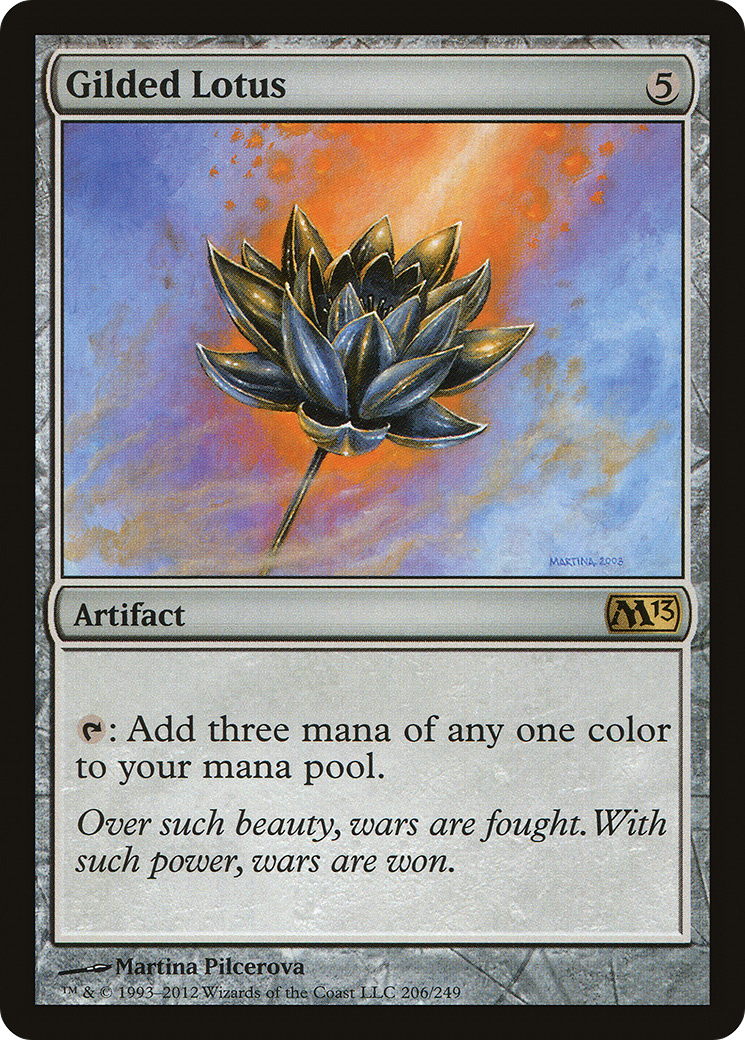 Gilded Lotus 5
MARTINA 2003
Artifact M13
: Add three mana of any one color
to your mana pool.
Over such beauty, wars are fought. With
such power, wars are won.
Martina Pilcerova
™ & © 1993–2012 Wizards of the Coast LLC 206/249